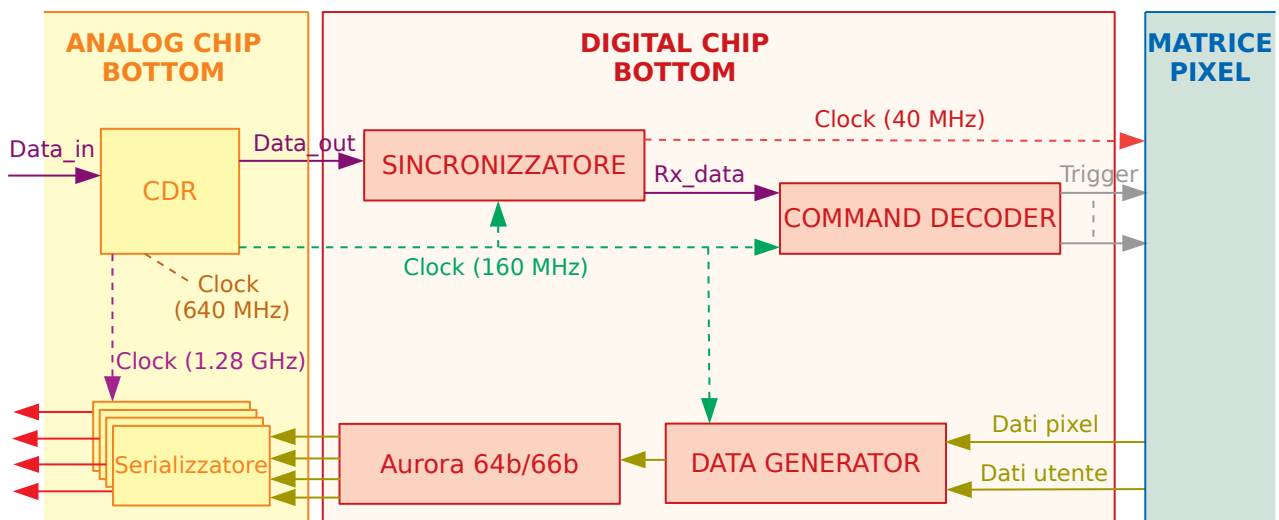 ANALOG CHIP
BOTTOM
DIGITAL CHIP
BOTTOM
MATRICE
PIXEL
Data_in
CDR
Data_out
SINCRONIZZATORE
Clock (40 MHz)
Rx_data
COMMAND DECODER
Trigger
Clock (160 MHz)
Clock
(640 MHz)
Clock (1.28 GHz)
Serializzatore
Aurora 64b/66b
DATA GENERATOR
Dati pixel
Dati utente